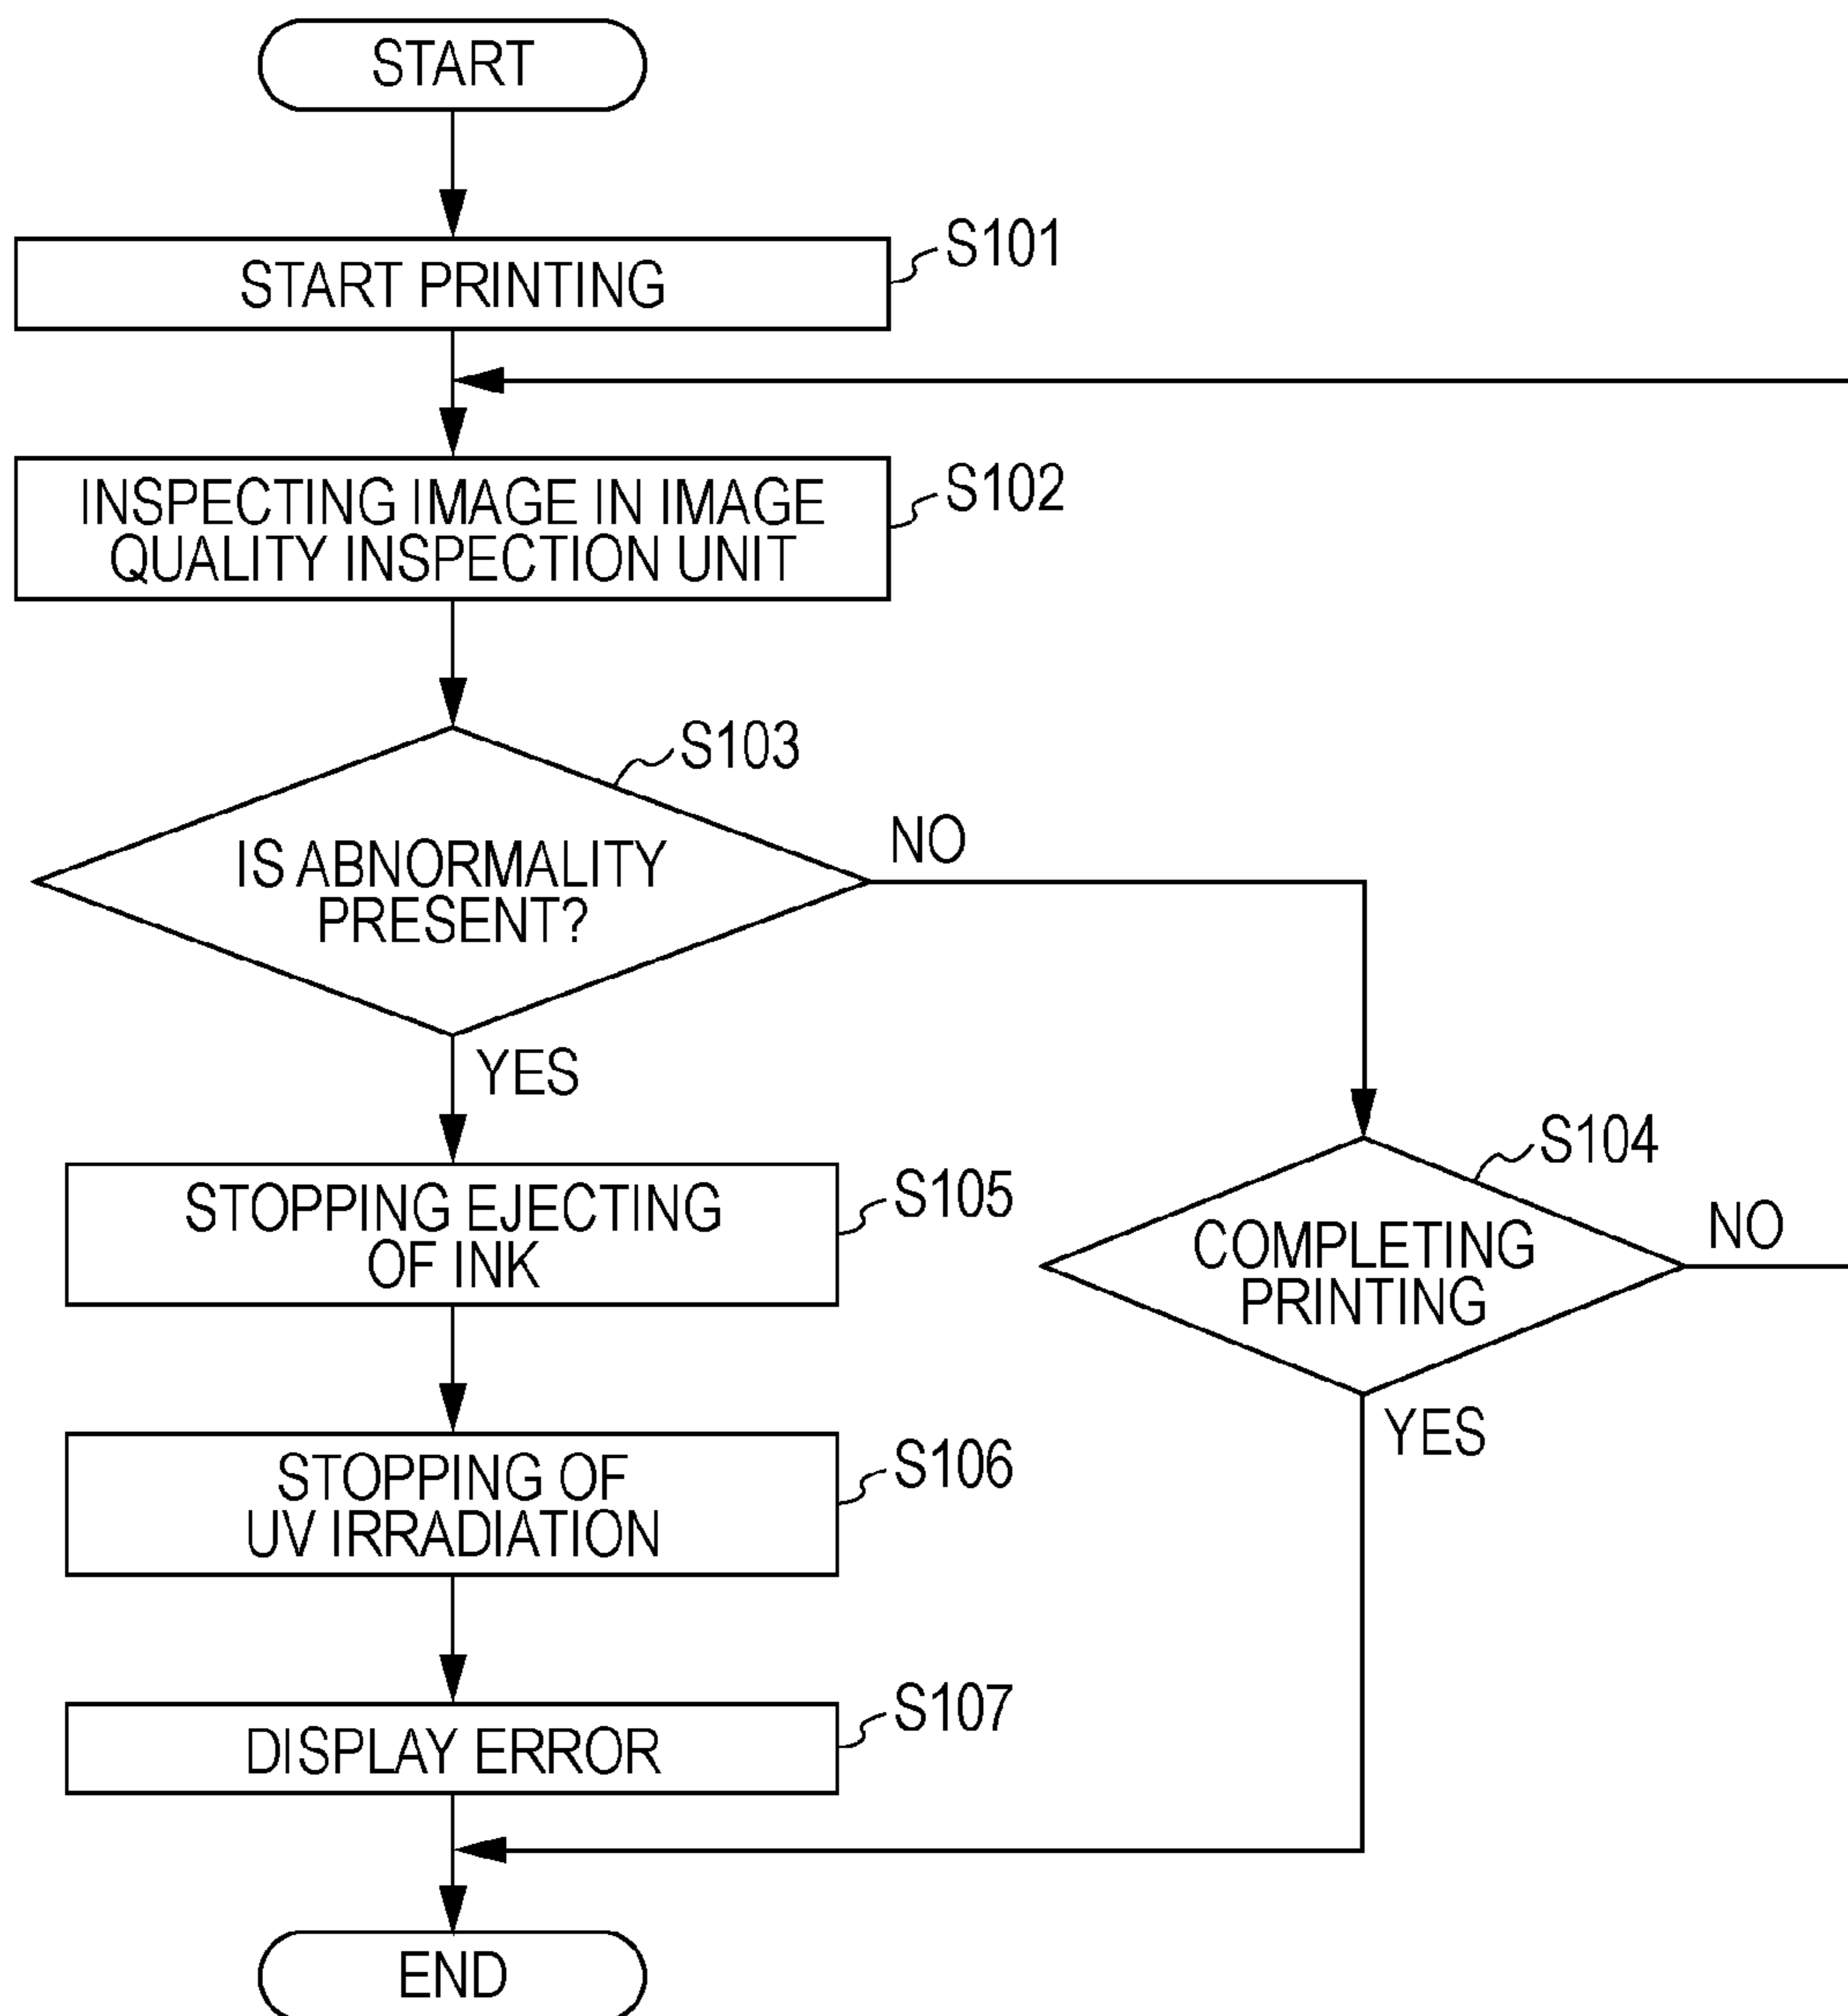 START
START PRINTING
S101
INSPECTING IMAGE IN IMAGE
QUALITY INSPECTION UNIT
S102
S103
IS ABNORMALITY
PRESENT?
NO
YES
S104
COMPLETING
PRINTING
NO
YES
STOPPING EJECTING
OF INK
S105
STOPPING OF
UV IRRADIATION
S106
DISPLAY ERROR
S107
END